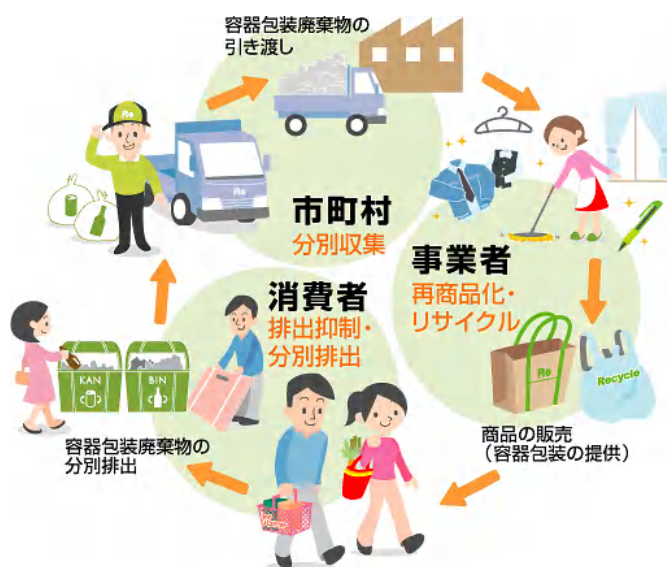 容器包装廃棄物の
引き渡し
Re
Re
市町村
分別収集
事業者
再商品化・
リサイクル
消費者
排出抑制・
分別排出
KAN
BIN
Re
Recycle
商品の販売
（容器包装の提供）
容器包装廃棄物の
分別排出